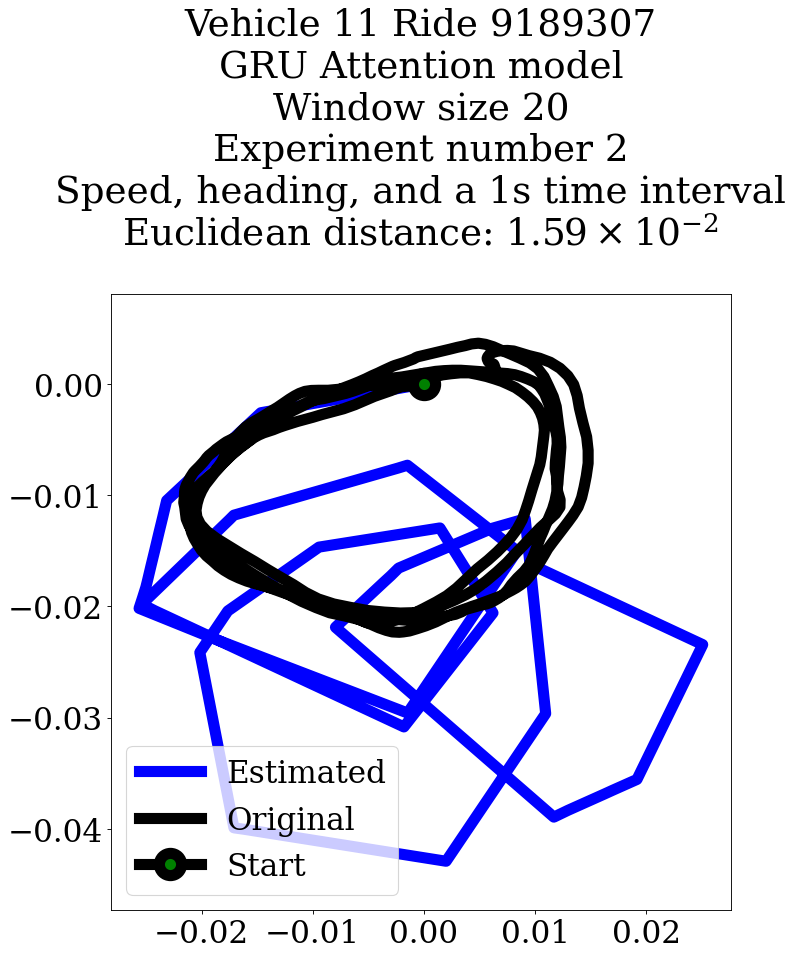 Vehicle 11 Ride 9189307
GRU Attention model
Window size 20
Experiment number 2
Speed, heading, and a 1s time interval
Euclidean distance: 1.59 × 10⁻²
0.00
−0.01
−0.02
−0.03
−0.04
Estimated
Original
Start
−0.02 −0.01 0.00 0.01 0.02